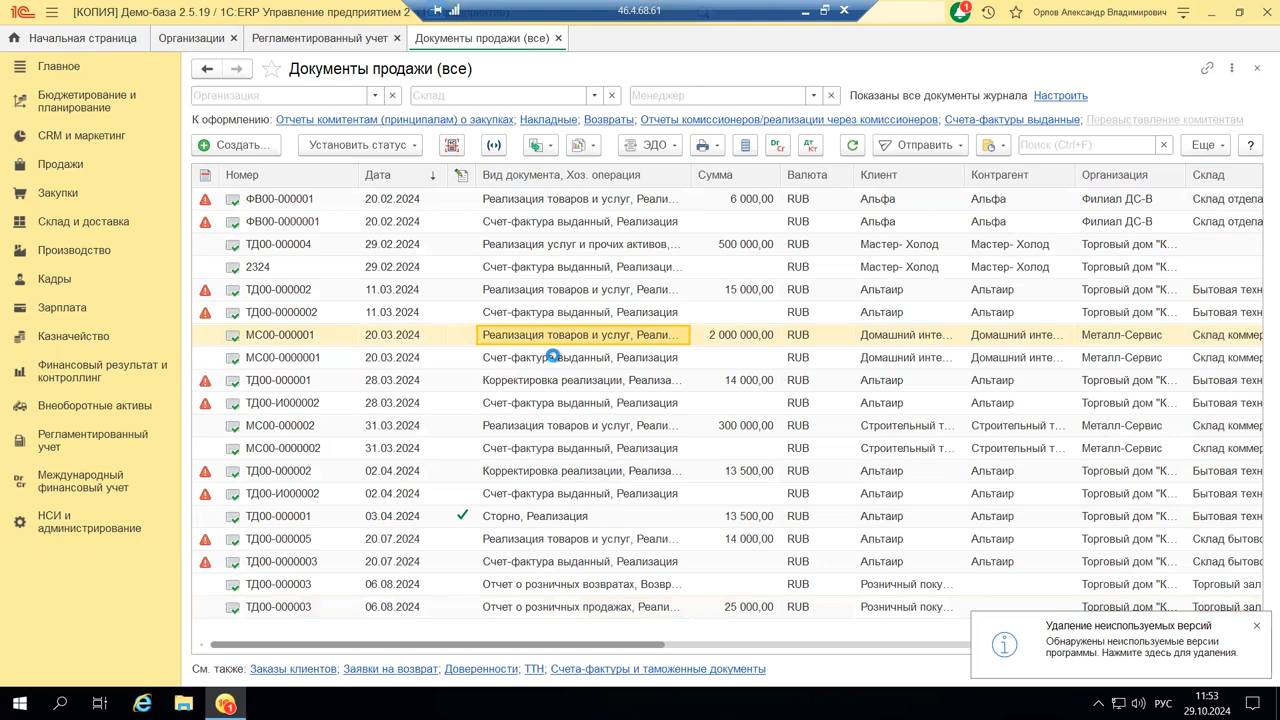 [КОПИЯ] Демо-база 2.5.19 / 1С:ERP Управление предприятием 2
46.4.68.61
1
Орлов Александр Владимирович
Начальная страница
Организации
Регламентированный учет
Документы продажи (все)
Главное
Бюджетирование и планирование
CRM и маркетинг
Продажи
Закупки
Склад и доставка
Производство
Кадры
Зарплата
Казначейство
Финансовый результат и контроллинг
Внеоборотные активы
Регламентированный учет
Международный финансовый учет
НСИ и администрирование
Документы продажи (все)
Организация Склад Менеджер Показаны все документы журнала Настроить
К оформлению: Отчеты комитентам (принципалам) о закупках; Накладные; Возвраты; Отчеты комиссионеров/реализации через комиссионеров; Счета-фактуры выданные; Перевыставление комитентам
Создать... Установить статус ЭДО Dr Cr Дт Кт Отправить Поиск (Ctrl+F) Еще ?
Номер Дата Вид документа, Хоз. операция Сумма Валюта Клиент Контрагент Организация Склад
ФВ00-000001 20.02.2024 Реализация товаров и услуг, Реали... 6 000,00 RUB Альфа Альфа Филиал ДС-В Склад отдела
ФВ00-0000001 20.02.2024 Счет-фактура выданный, Реализация RUB Альфа Альфа Филиал ДС-В Склад отдела
ТД00-000004 29.02.2024 Реализация услуг и прочих активов,... 500 000,00 RUB Мастер- Холод Мастер- Холод Торговый дом "К...
2324 29.02.2024 Счет-фактура выданный, Реализаци... RUB Мастер- Холод Мастер- Холод Торговый дом "К...
ТД00-000002 11.03.2024 Реализация товаров и услуг, Реали... 15 000,00 RUB Альтаир Альтаир Торговый дом "К... Бытовая техн
ТД00-0000002 11.03.2024 Счет-фактура выданный, Реализация RUB Альтаир Альтаир Торговый дом "К... Бытовая техн
МС00-000001 20.03.2024 Реализация товаров и услуг, Реали... 2 000 000,00 RUB Домашний инте... Домашний инте... Металл-Сервис Склад коммер
МС00-0000001 20.03.2024 Счет-фактура выданный, Реализация RUB Домашний инте... Домашний инте... Металл-Сервис Склад коммер
ТД00-000001 28.03.2024 Корректировка реализации, Реализа... 14 000,00 RUB Альтаир Альтаир Торговый дом "К... Бытовая техн
ТД00-И000002 28.03.2024 Счет-фактура выданный, Реализация RUB Альтаир Альтаир Торговый дом "К... Бытовая техн
МС00-000002 31.03.2024 Реализация товаров и услуг, Реали... 300 000,00 RUB Строительный т... Строительный т... Металл-Сервис Склад коммер
МС00-0000002 31.03.2024 Счет-фактура выданный, Реализация RUB Строительный т... Строительный т... Металл-Сервис Склад коммер
ТД00-000002 02.04.2024 Корректировка реализации, Реализа... 13 500,00 RUB Альтаир Альтаир Торговый дом "К... Бытовая техн
ТД00-И000002 02.04.2024 Счет-фактура выданный, Реализация RUB Альтаир Альтаир Торговый дом "К... Бытовая техн
ТД00-000001 03.04.2024 Сторно, Реализация 13 500,00 RUB Альтаир Альтаир Торговый дом "К... Бытовая техн
ТД00-000005 20.07.2024 Реализация товаров и услуг, Реали... 14 000,00 RUB Альтаир Альтаир Торговый дом "К... Склад бытово
ТД00-0000003 20.07.2024 Счет-фактура выданный, Реализация RUB Альтаир Альтаир Торговый дом "К... Склад бытово
ТД00-000003 06.08.2024 Отчет о розничных возвратах, Возвр... RUB Розничный поку... Торговый дом "К... Торговый зал
ТД00-000003 06.08.2024 Отчет о розничных продажах, Реали... 25 000,00 RUB Розничный поку...
Удаление неиспользуемых версий
Обнаружены неиспользуемые версии
программы. Нажмите здесь для удаления.
См. также: Заказы клиентов; Заявки на возврат; Доверенности; ТТН; Счета-фактуры и таможенные документы
РУС
11:53
29.10.2024